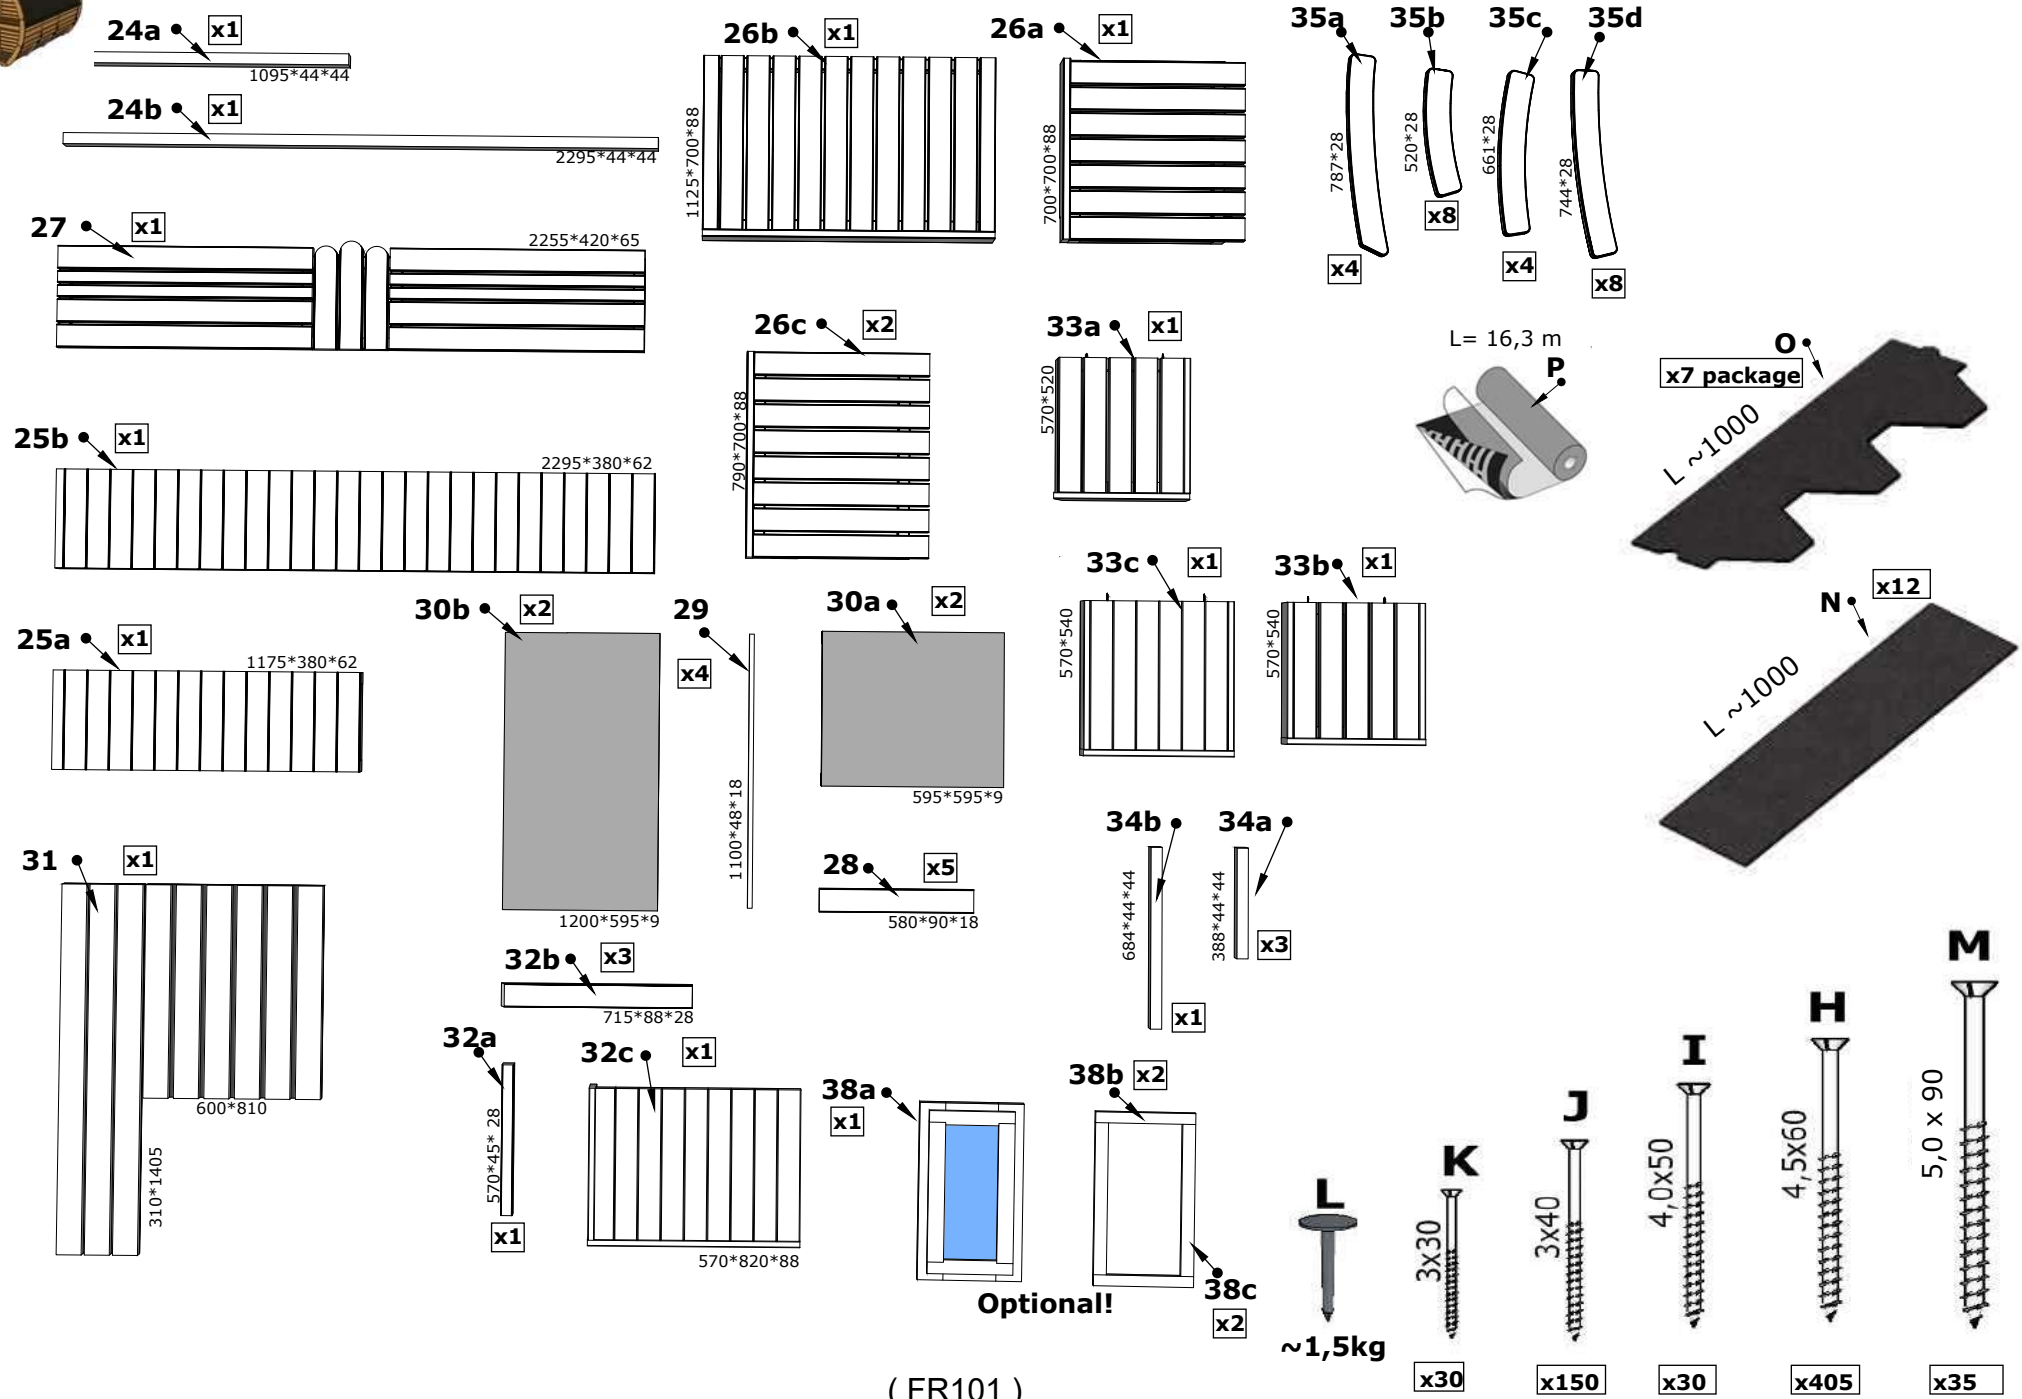 24a x1
1095*44*44
24b x1
2295*44*44
27 x1
2255*420*65
25b x1
2295*380*62
25a x1
1175*380*62
31 x1
600*810
310*1405
26b x1
1125*700*88
26a x1
700*700*88
26c x2
790*700*88
33a x1
570*520
33c x1
570*540
33b x1
570*540
30b x2
1200*595*9
29
x4
1100*48*18
30a x2
595*595*9
28 x5
580*90*18
32b x3
715*88*28
32a
570*45* 28
x1
32c x1
570*820*88
34b
684*44*44
x1
34a
388*44*44
x3
38a
x1
38b x2
38c
x2
Optional!
35a
787*28
x4
35b
520*28
x8
35c
661*28
x4
35d
744*28
x8
L= 16,3 m
P
O
x7 package
L ~1000
N x12
L ~1000
L
~1,5kg
K
3x30
x30
J
3x40
x150
I
4,0x50
x30
H
4,5x60
x405
M
5,0 x 90
x35
( FR101 )